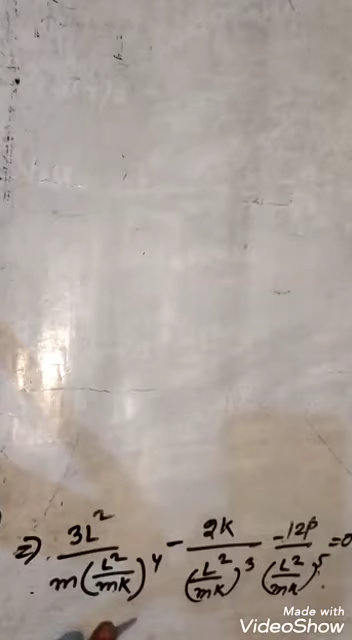 ⇒) 3L² / m(L²/mk)⁴ - 2k / (L²/mk)³ - 12β / (L²/mk)⁵ = 0
Made with
VideoShow